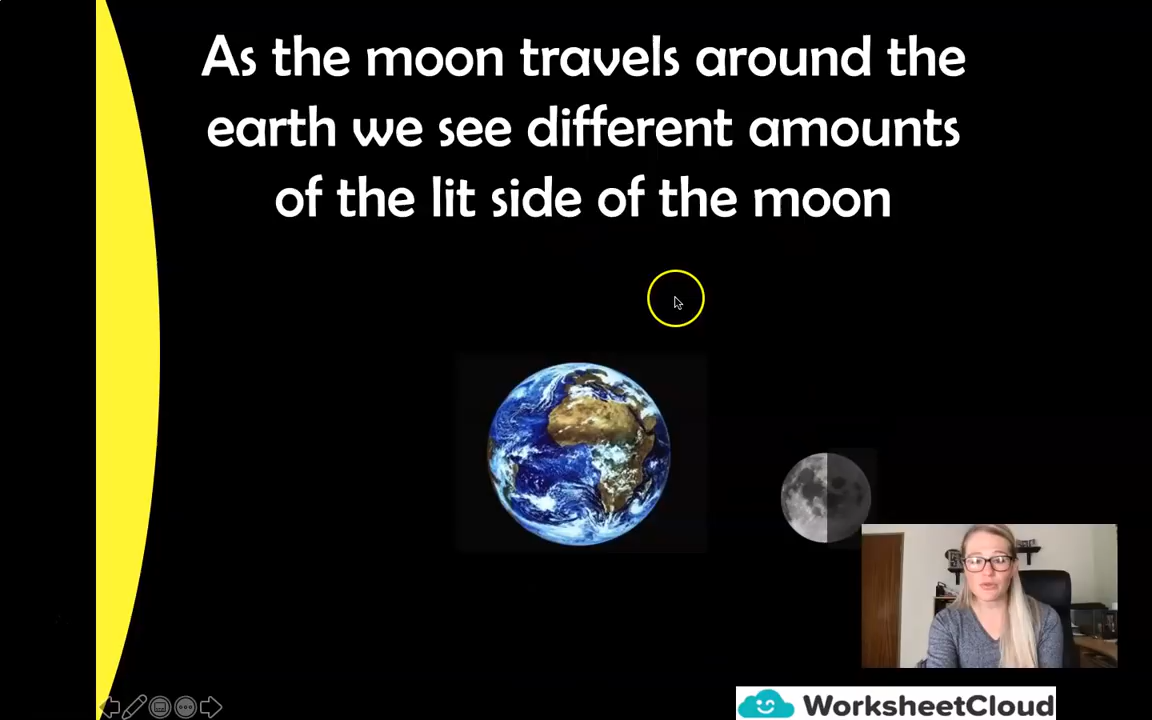 As the moon travels around the
earth we see different amounts
of the lit side of the moon
WorksheetCloud